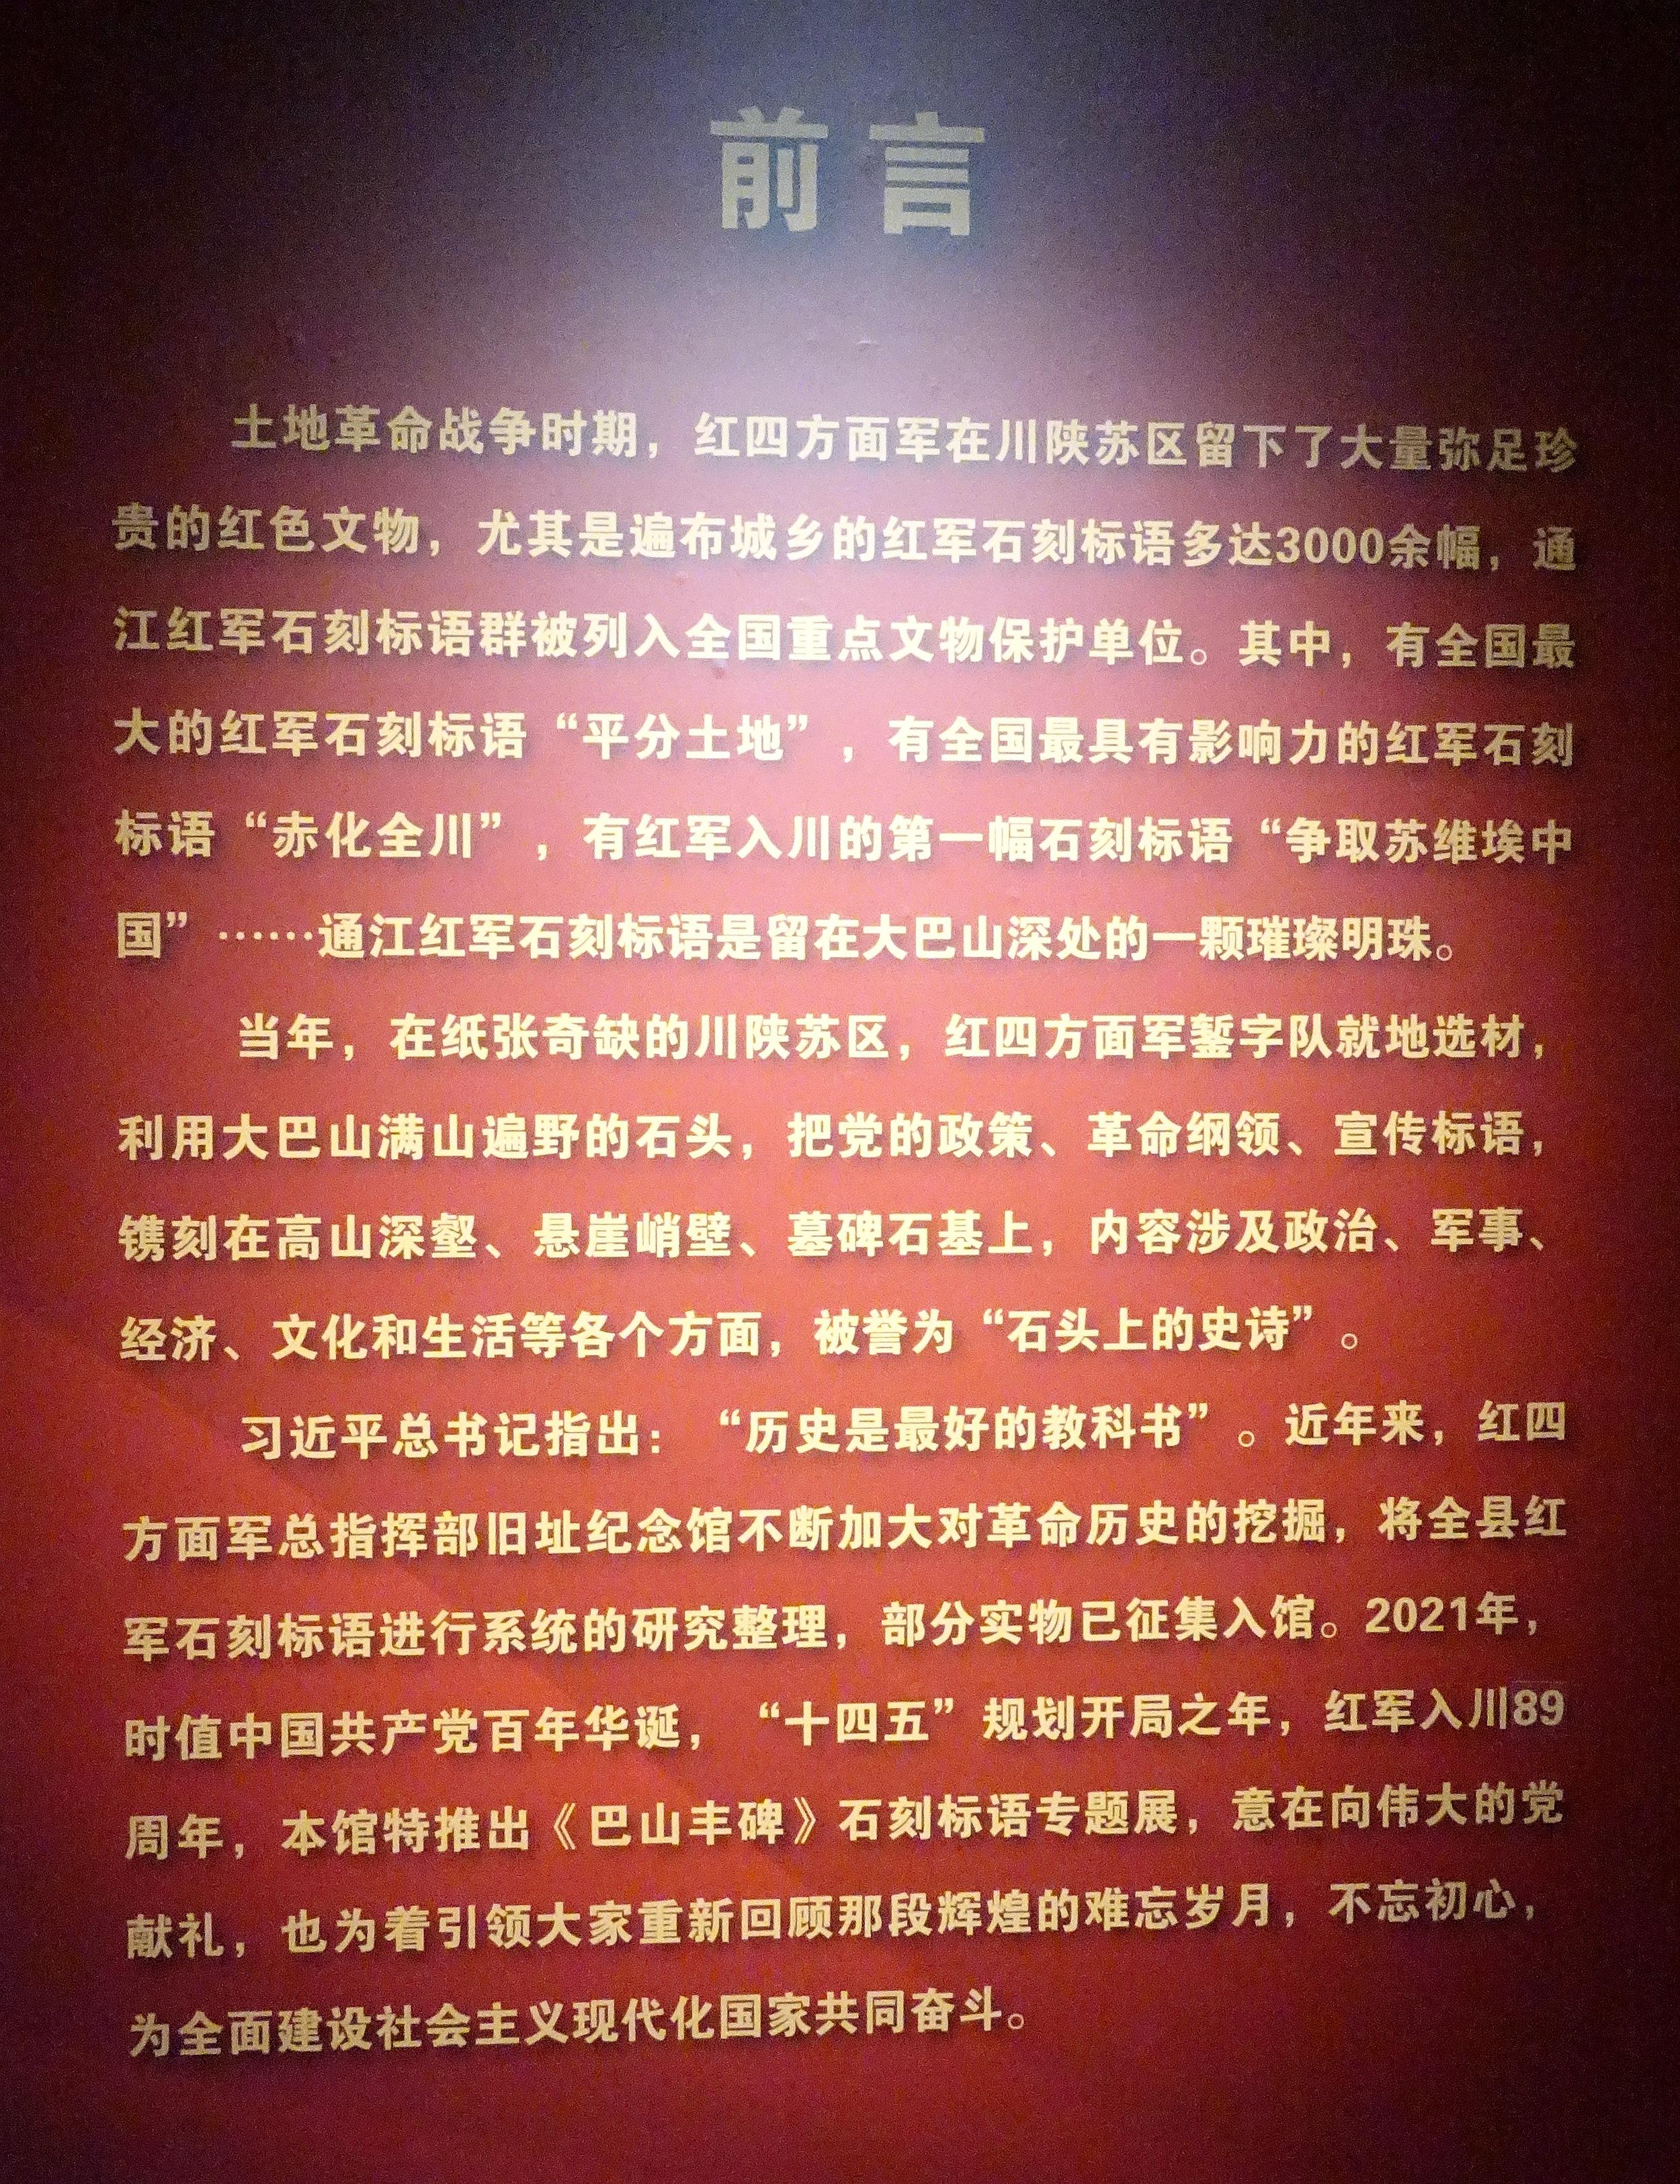 前言
土地革命战争时期，红四方面军在川陕苏区留下了大量弥足珍
贵的红色文物，尤其是遍布城乡的红军石刻标语多达3000余幅，通
江红军石刻标语群被列入全国重点文物保护单位。其中，有全国最
大的红军石刻标语“平分土地”，有全国最具有影响力的红军石刻
标语“赤化全川”，有红军入川的第一幅石刻标语“争取苏维埃中
国”……通江红军石刻标语是留在大巴山深处的一颗璀璨明珠。
当年，在纸张奇缺的川陕苏区，红四方面军錾字队就地选材，
利用大巴山满山遍野的石头，把党的政策、革命纲领、宣传标语，
镌刻在高山深壑、悬崖峭壁、墓碑石基上，内容涉及政治、军事、
经济、文化和生活等各个方面，被誉为“石头上的史诗”。
习近平总书记指出：“历史是最好的教科书”。近年来，红四
方面军总指挥部旧址纪念馆不断加大对革命历史的挖掘，将全县红
军石刻标语进行系统的研究整理，部分实物已征集入馆。2021年，
时值中国共产党百年华诞，“十四五”规划开局之年，红军入川89
周年，本馆特推出《巴山丰碑》石刻标语专题展，意在向伟大的党
献礼，也为着引领大家重新回顾那段辉煌的难忘岁月，不忘初心，
为全面建设社会主义现代化国家共同奋斗。